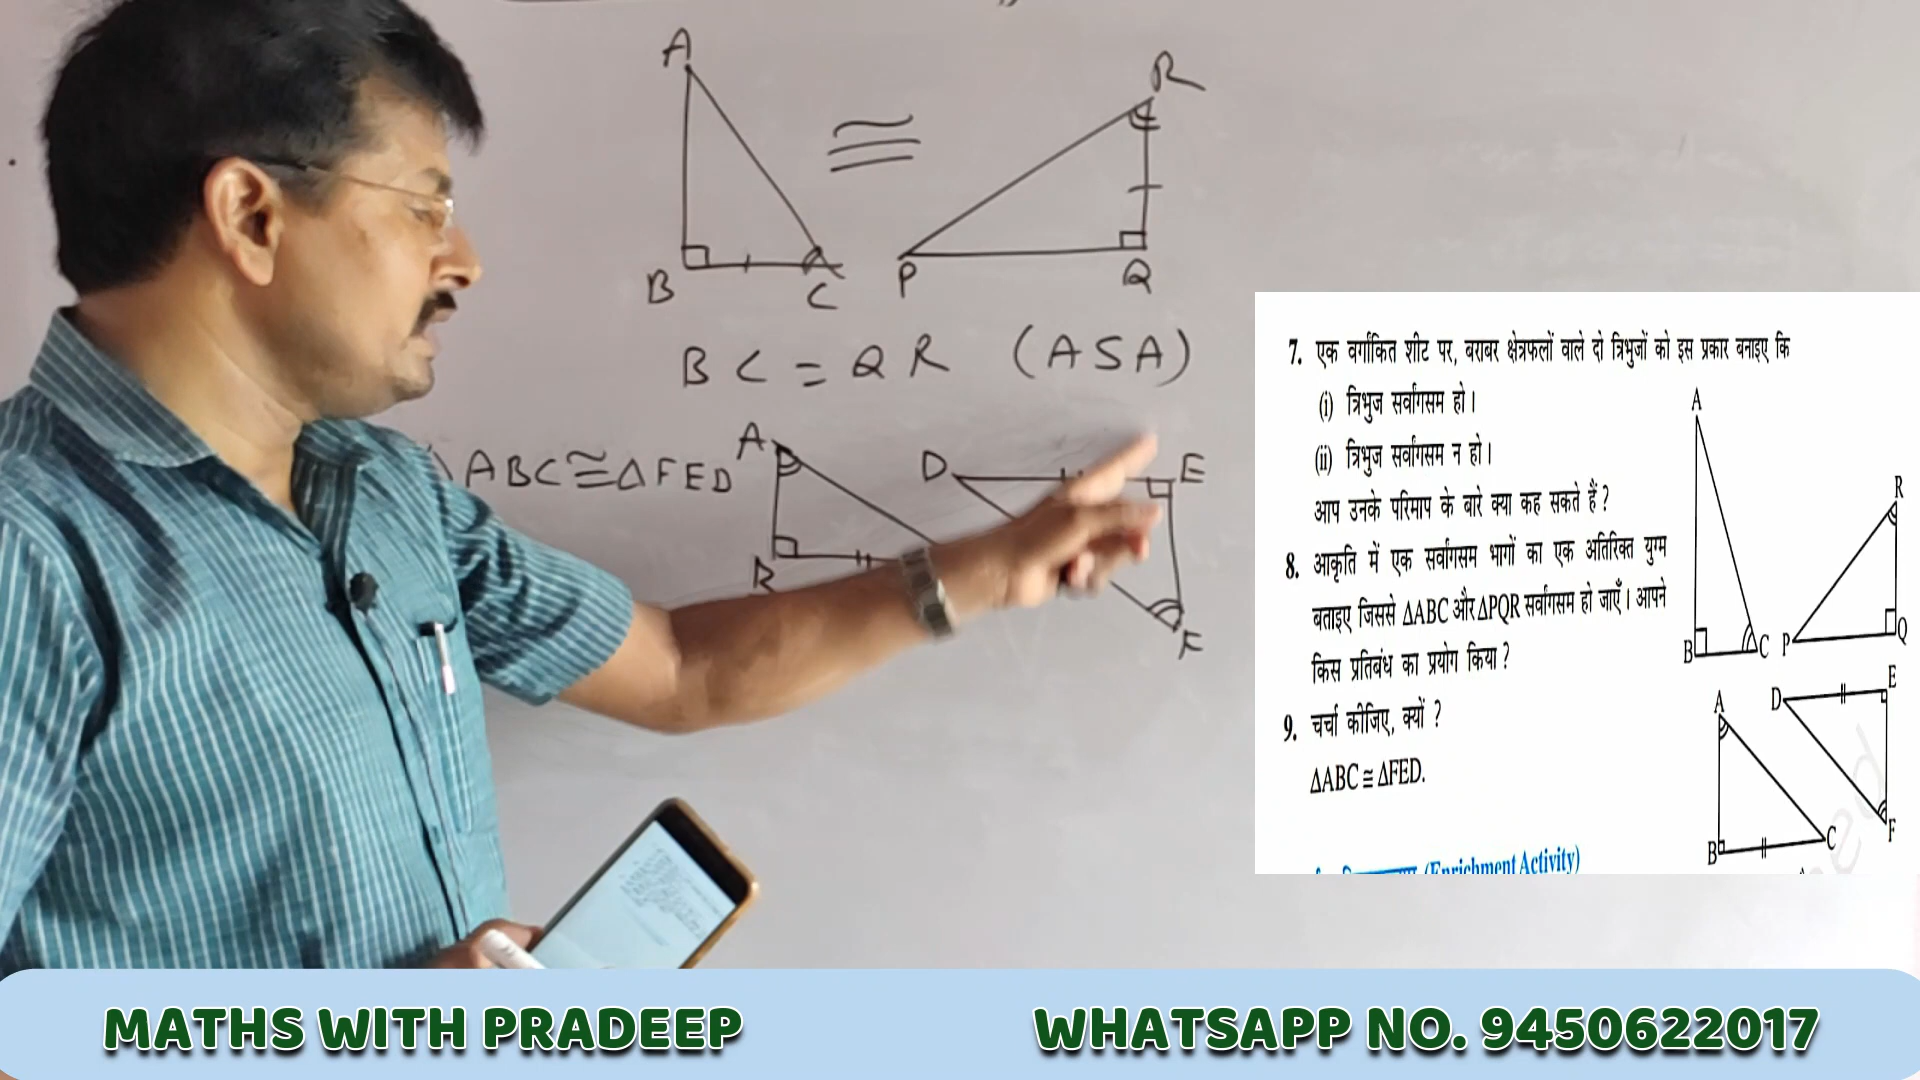 A
R
B
C
P
Q
BC = QR (ASA)
ABC ≅ ΔFED
A
D
E
B
F
7. एक वर्गांकित शीट पर, बराबर क्षेत्रफलों वाले दो त्रिभुजों को इस प्रकार बनाइए कि
(i) त्रिभुज सर्वांगसम हो।
(ii) त्रिभुज सर्वांगसम न हो।
आप उनके परिमाप के बारे क्या कह सकते हैं ?
8. आकृति में एक सर्वांगसम भागों का एक अतिरिक्त युग्म
बताइए जिससे ΔABC और ΔPQR सर्वांगसम हो जाएँ। आपने
किस प्रतिबंध का प्रयोग किया ?
9. चर्चा कीजिए, क्यों ?
ΔABC ≅ ΔFED.
A
R
B
C
P
Q
A
D
E
B
C
F
(Enrichment Activity)
MATHS WITH PRADEEP
WHATSAPP NO. 9450622017